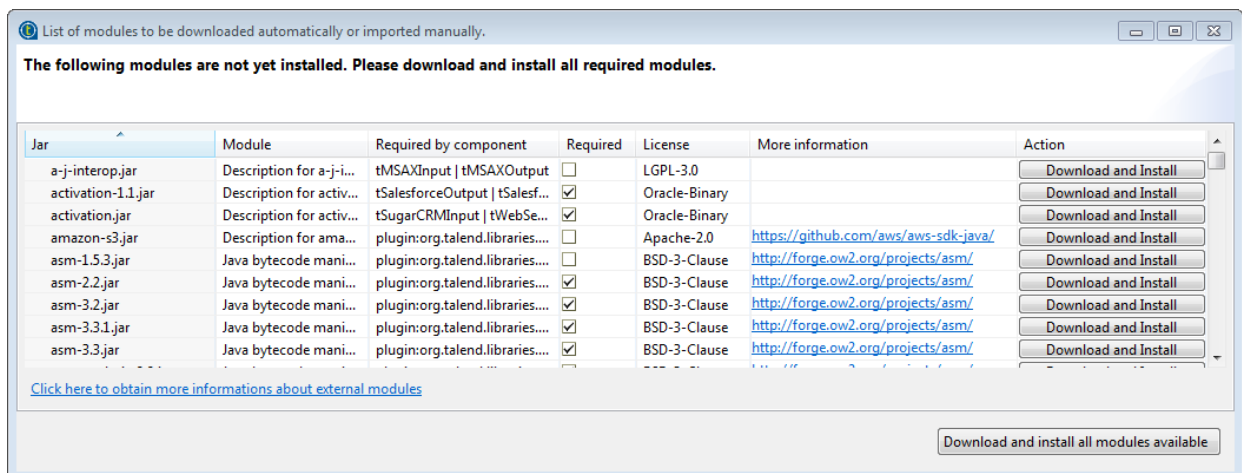 List of modules to be downloaded automatically or imported manually.
The following modules are not yet installed. Please download and install all required modules.
Jar Module Required by component Required License More information Action
a-j-interop.jar Description for a-j-i... tMSAXInput | tMSAXOutput LGPL-3.0 Download and Install
activation-1.1.jar Description for activ... tSalesforceOutput | tSalesf... Oracle-Binary Download and Install
activation.jar Description for activ... tSugarCRMInput | tWebSe... Oracle-Binary Download and Install
amazon-s3.jar Description for ama... plugin:org.talend.libraries.... Apache-2.0 https://github.com/aws/aws-sdk-java/ Download and Install
asm-1.5.3.jar Java bytecode mani... plugin:org.talend.libraries.... BSD-3-Clause http://forge.ow2.org/projects/asm/ Download and Install
asm-2.2.jar Java bytecode mani... plugin:org.talend.libraries.... BSD-3-Clause http://forge.ow2.org/projects/asm/ Download and Install
asm-3.2.jar Java bytecode mani... plugin:org.talend.libraries.... BSD-3-Clause http://forge.ow2.org/projects/asm/ Download and Install
asm-3.3.1.jar Java bytecode mani... plugin:org.talend.libraries.... BSD-3-Clause http://forge.ow2.org/projects/asm/ Download and Install
asm-3.3.jar Java bytecode mani... plugin:org.talend.libraries.... BSD-3-Clause http://forge.ow2.org/projects/asm/ Download and Install
Click here to obtain more informations about external modules
Download and install all modules available